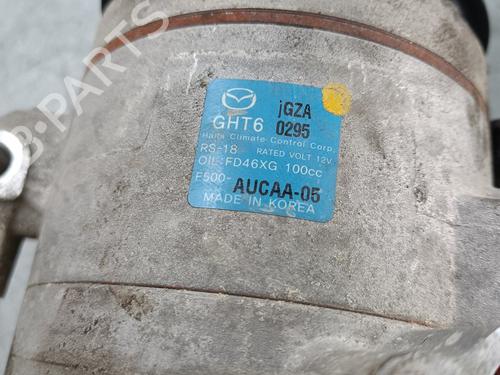 GHT6 jGZA
0295
Halla Climate Control Corp.
RS-18 RATED VOLT 12V
OIL:FD46XG 100cc
F500-AUCAA-05
MADE IN KOREA